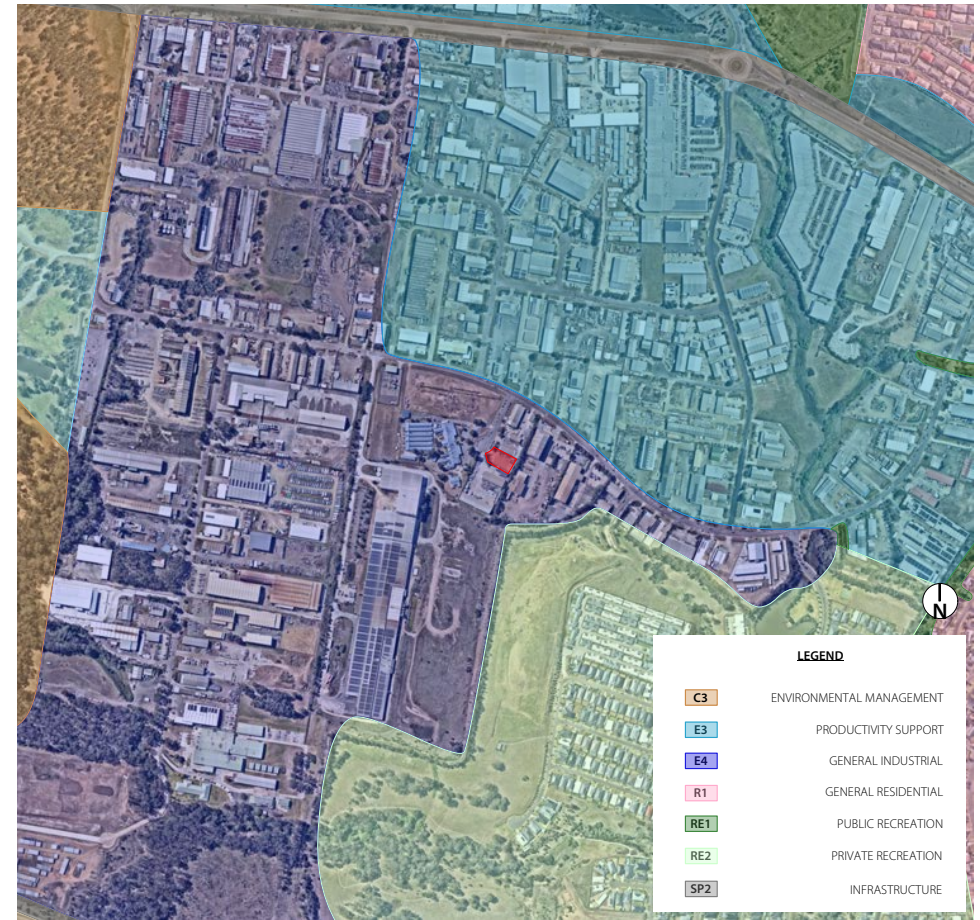 N
LEGEND
C3 ENVIRONMENTAL MANAGEMENT
E3 PRODUCTIVITY SUPPORT
E4 GENERAL INDUSTRIAL
R1 GENERAL RESIDENTIAL
RE1 PUBLIC RECREATION
RE2 PRIVATE RECREATION
SP2 INFRASTRUCTURE